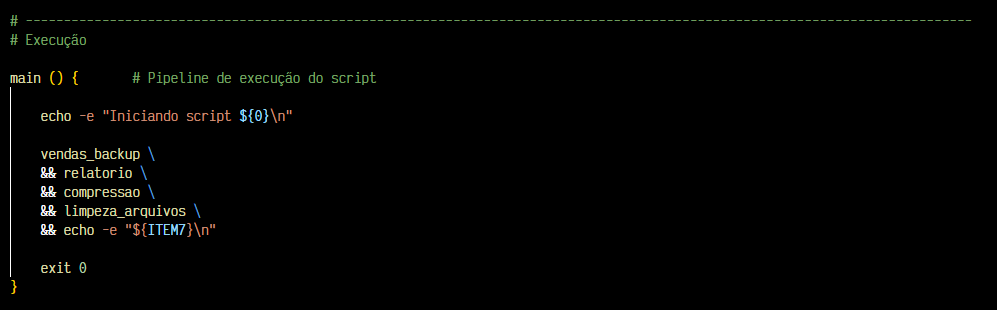 # ---------------------------------------------------------------------------------------------------------------------------
# Execução
main () {       # Pipeline de execução do script
    echo -e "Iniciando script ${0}\n"
    vendas_backup \
    && relatorio \
    && compressao \
    && limpeza_arquivos \
    && echo -e "${ITEM7}\n"
    exit 0
}